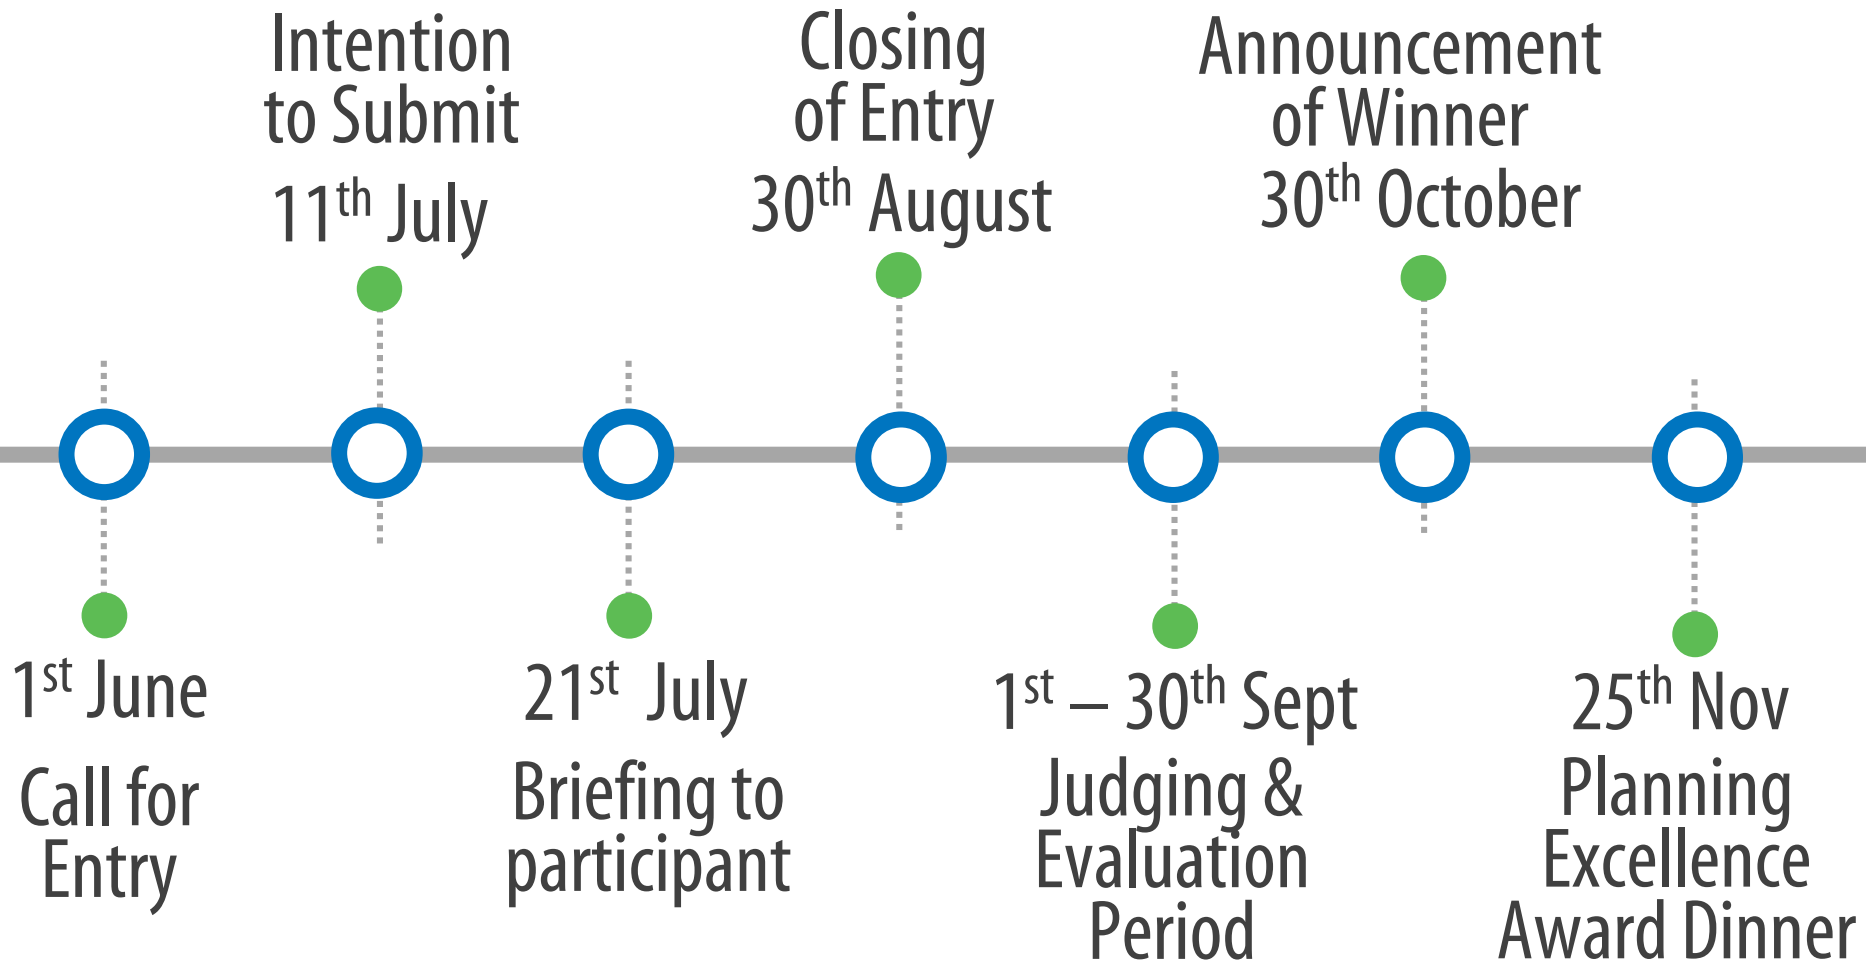 Intention
to Submit
11th July
Closing
of Entry
30th August
Announcement
of Winner
30th October
1st June
Call for
Entry
21st July
Briefing to
participant
1st – 30th Sept
Judging &
Evaluation
Period
25th Nov
Planning
Excellence
Award Dinner